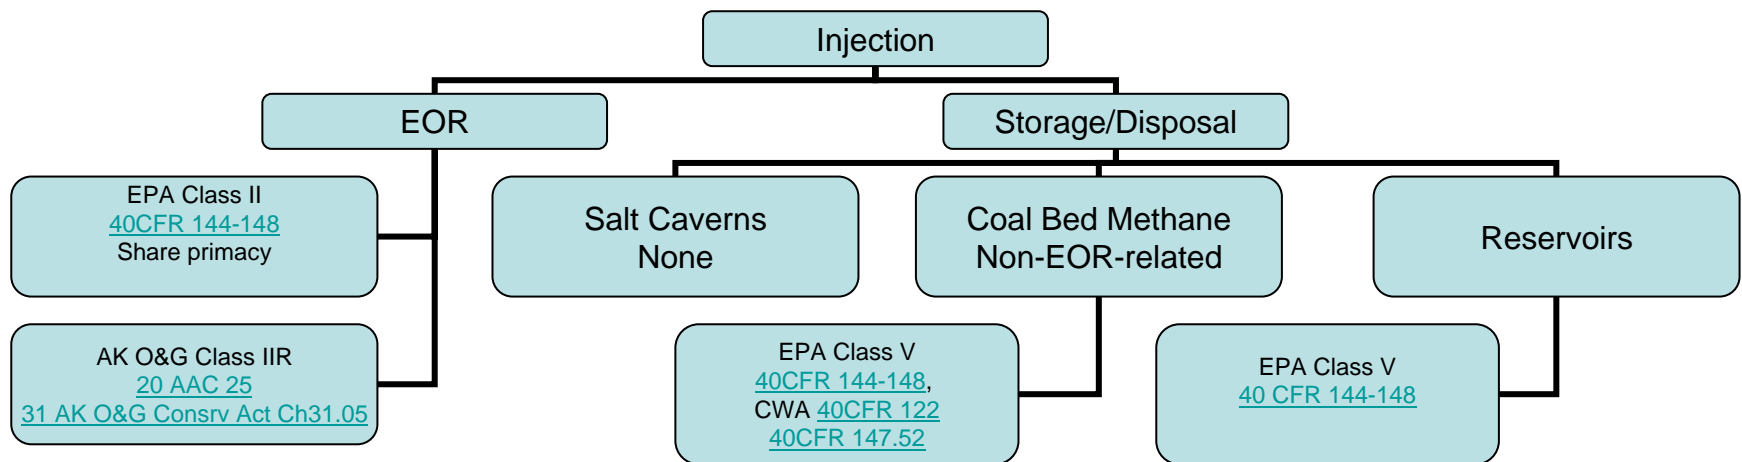 Injection
EOR
Storage/Disposal
EPA Class II
40CFR 144-148
Share primacy
Salt Caverns
None
Coal Bed Methane
Non-EOR-related
Reservoirs
AK O&G Class IIR
20 AAC 25
31 AK O&G Consrv Act Ch31.05
EPA Class V
40CFR 144-148,
CWA 40CFR 122
40CFR 147.52
EPA Class V
40 CFR 144-148